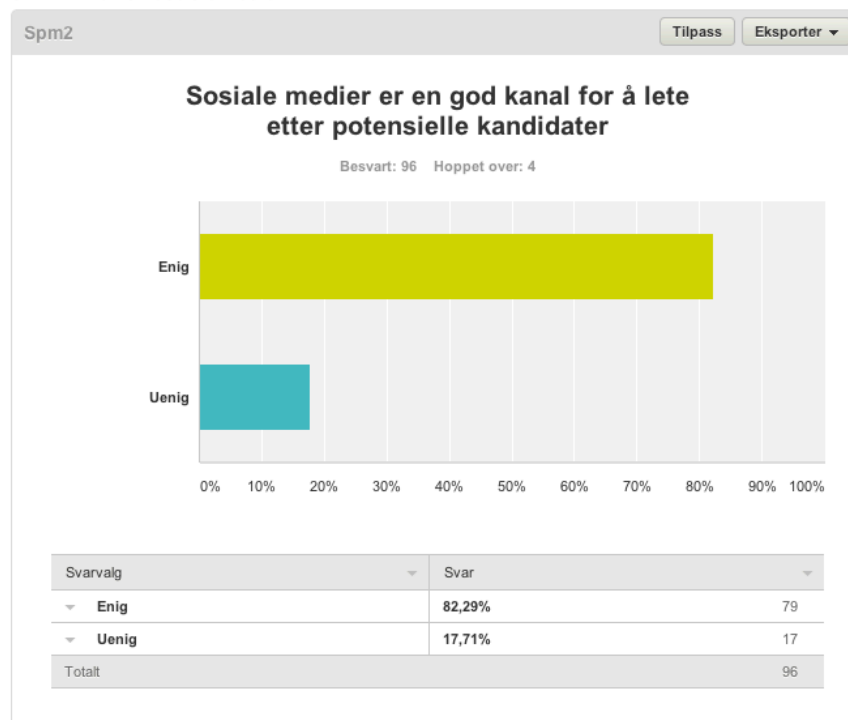 Spm2 Tilpass Eksporter
Sosiale medier er en god kanal for å lete
etter potensielle kandidater
Besvart: 96 Hoppet over: 4
Enig
Uenig
0% 10% 20% 30% 40% 50% 60% 70% 80% 90% 100%
Svarvalg Svar
Enig 82,29% 79
Uenig 17,71% 17
Totalt 96